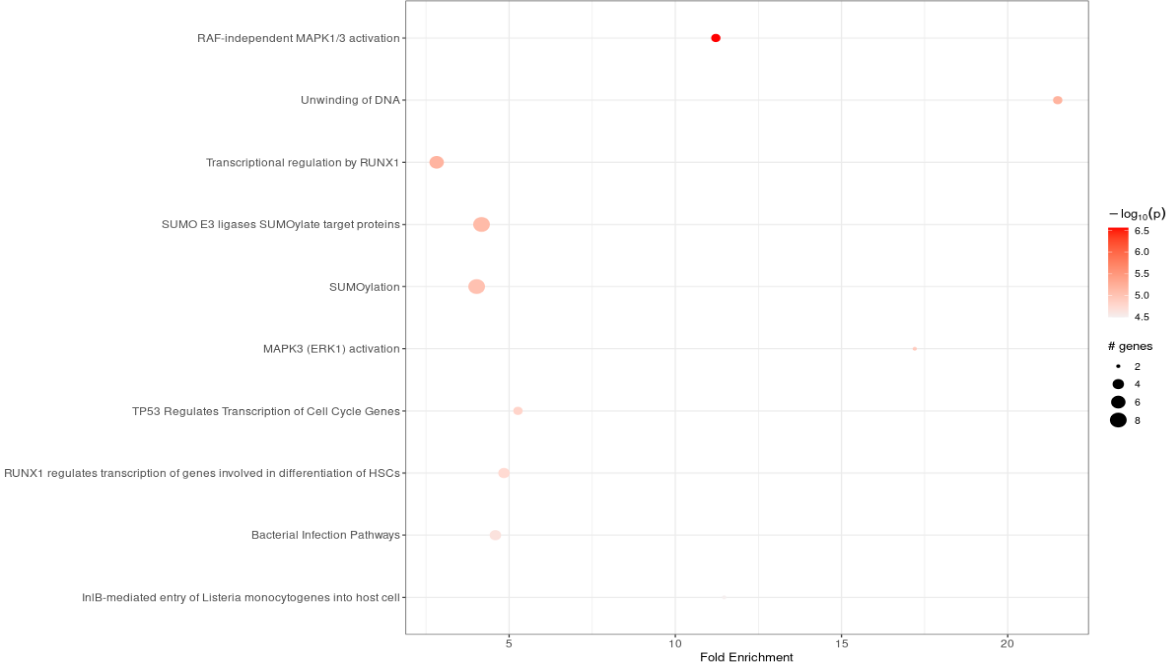 RAF-independent MAPK1/3 activation
Unwinding of DNA
Transcriptional regulation by RUNX1
SUMO E3 ligases SUMOylate target proteins
SUMOylation
MAPK3 (ERK1) activation
TP53 Regulates Transcription of Cell Cycle Genes
RUNX1 regulates transcription of genes involved in differentiation of HSCs
Bacterial Infection Pathways
InlB-mediated entry of Listeria monocytogenes into host cell
5 10 15 20
Fold Enrichment
−log₁₀(p)
6.5
6.0
5.5
5.0
4.5
# genes
2
4
6
8